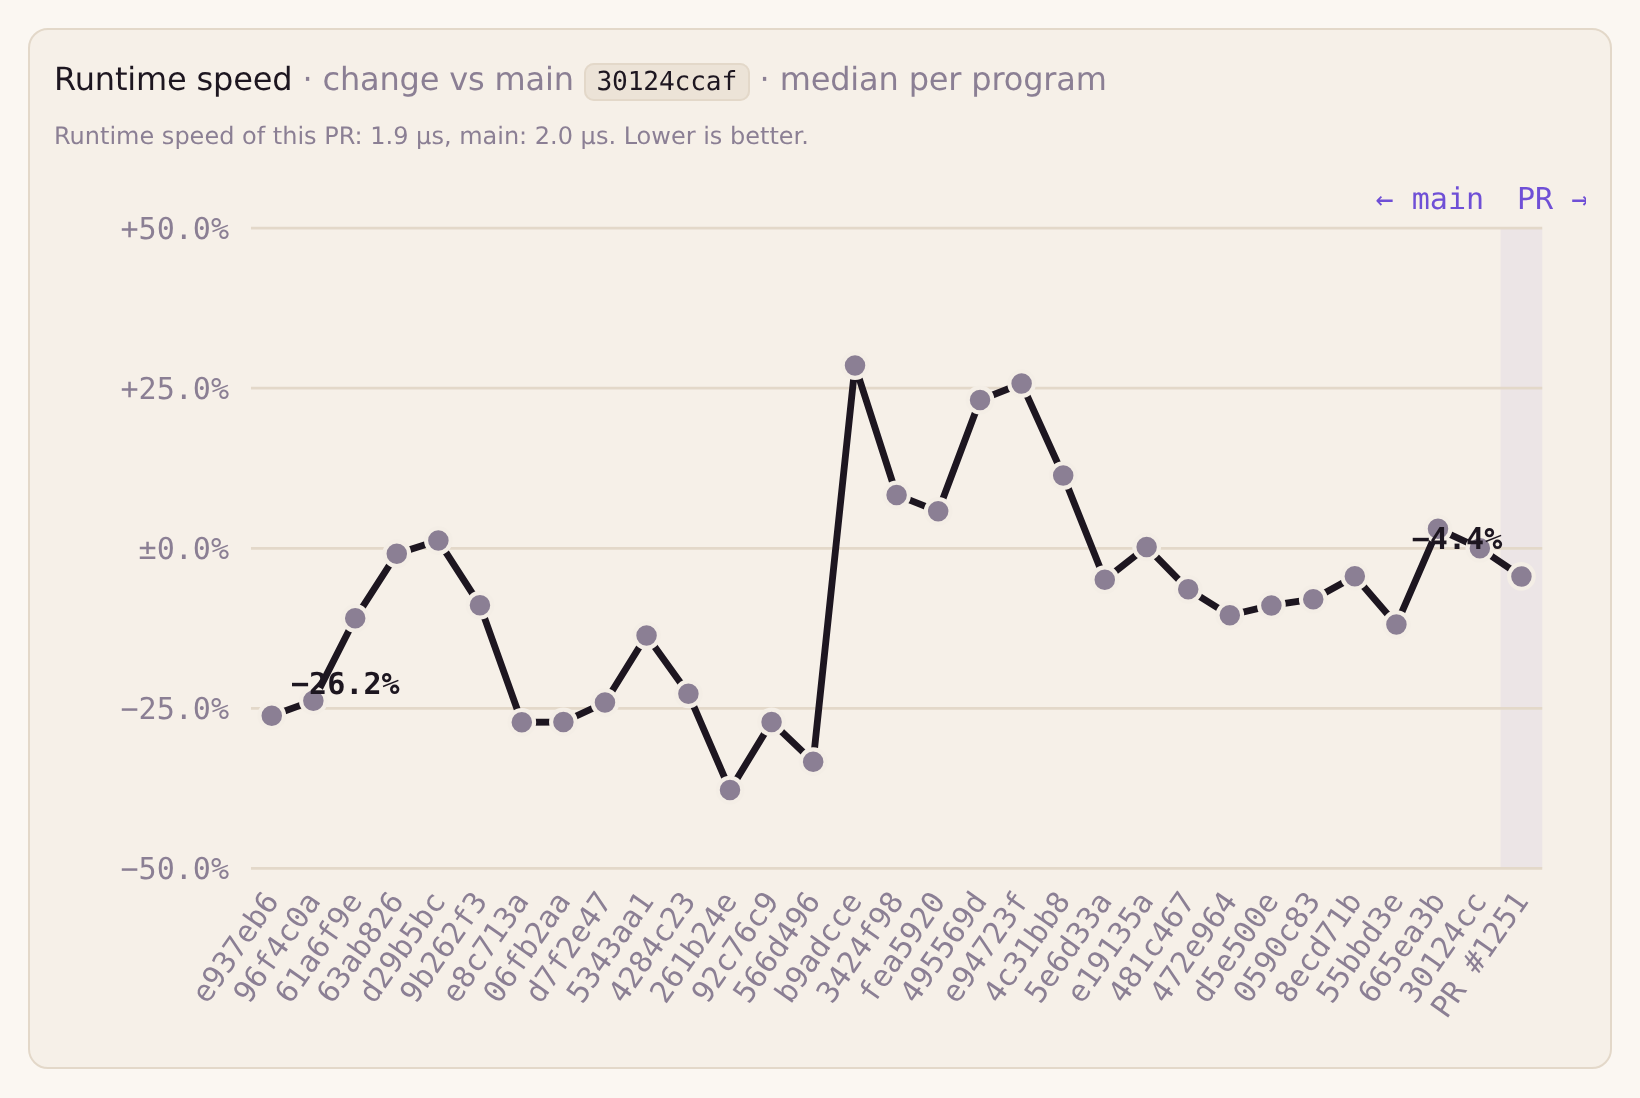 Runtime speed · change vs main 30124ccaf · median per program
Runtime speed of this PR: 1.9 µs, main: 2.0 µs. Lower is better.
← main PR →
+50.0%
+25.0%
±0.0%
−25.0%
−50.0%
−26.2%
−4.4%
e937eb6
96f4c0a
61a6f9e
63ab826
d29b5bc
9b262f3
e8c713a
06fb2aa
d7f2e47
5343aa1
4284c23
261b24e
92c76c9
566d496
b9adcce
3424f98
fea5920
495569d
e94723f
4c31bb8
5e6d33a
e19135a
481c467
472e964
d5e500e
0590c83
8ecd71b
55bbd3e
665ea3b
30124cc
PR #1251